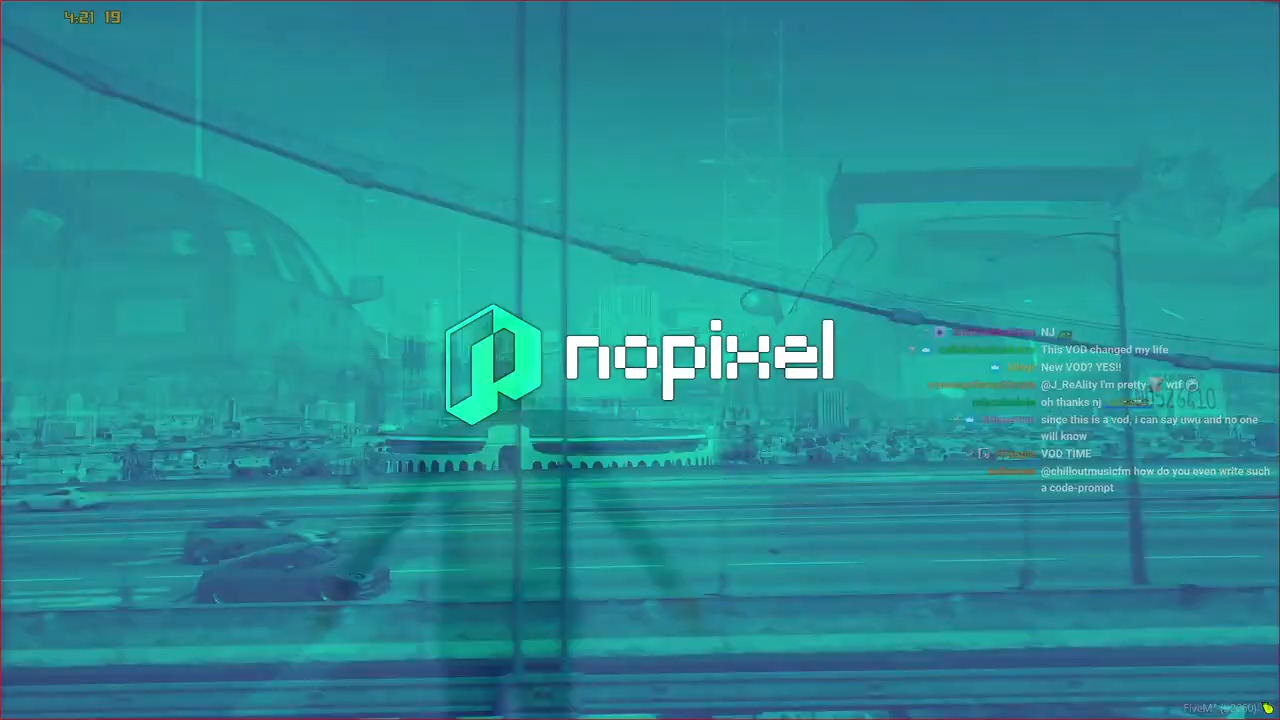 4:21 19
nopixel
NJ
This VOD changed my life
New VOD? YES!!
@J_ReAlity I'm pretty wtf
oh thanks nj
since this is a vod, i can say uwu and no one
will know
VOD TIME
@chilloutmusicfm how do you even write such
a code-prompt